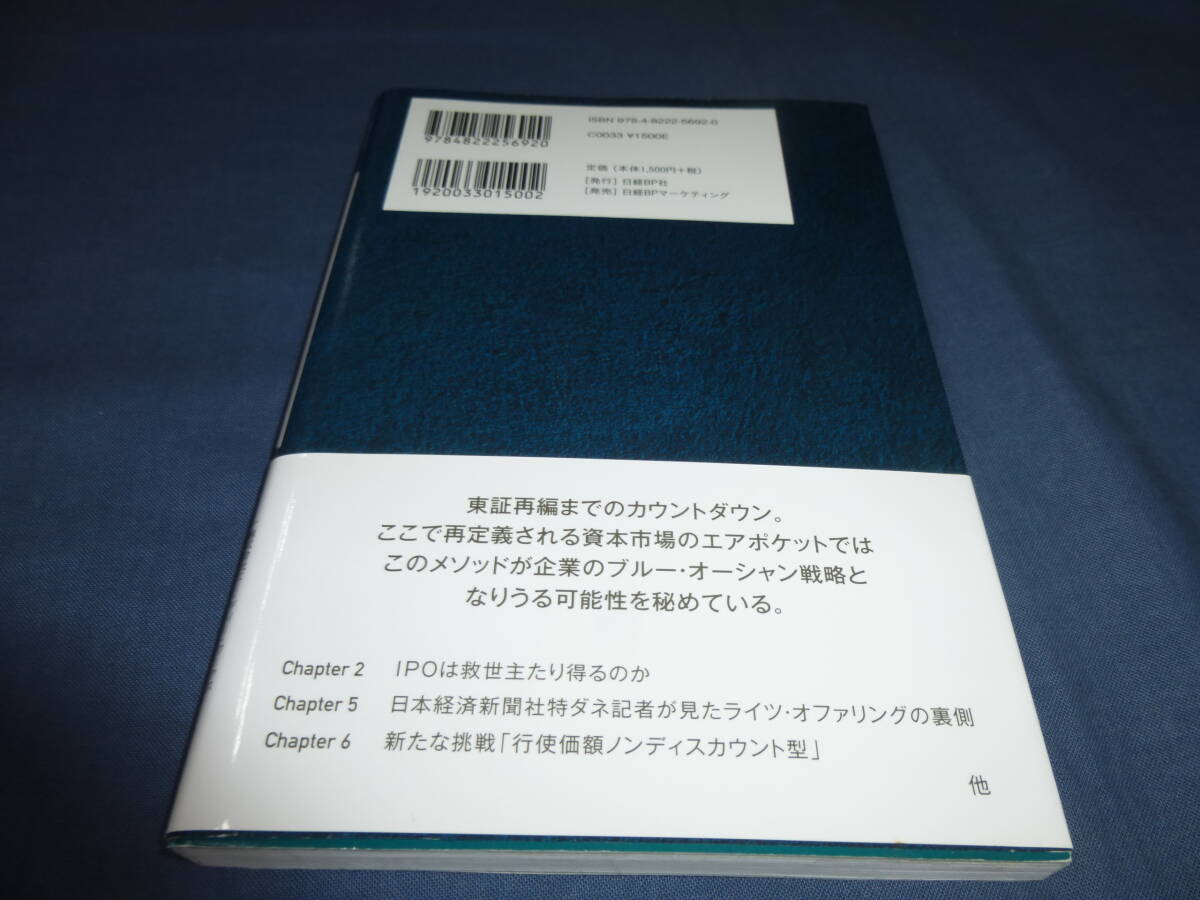 ISBN 978-4-8222-5692-0
9784822256920
C0033 ¥1500E
定価（本体1,500円＋税）
［発行］日経BP社
1920033015002
［発売］日経BPマーケティング
東証再編までのカウントダウン。
ここで再定義される資本市場のエアポケットでは
このメソッドが企業のブルー・オーシャン戦略と
なりうる可能性を秘めている。
Chapter 2 IPOは救世主たり得るのか
Chapter 5 日本経済新聞社特ダネ記者が見たライツ・オファリングの裏側
Chapter 6 新たな挑戦「行使価額ノンディスカウント型」
他